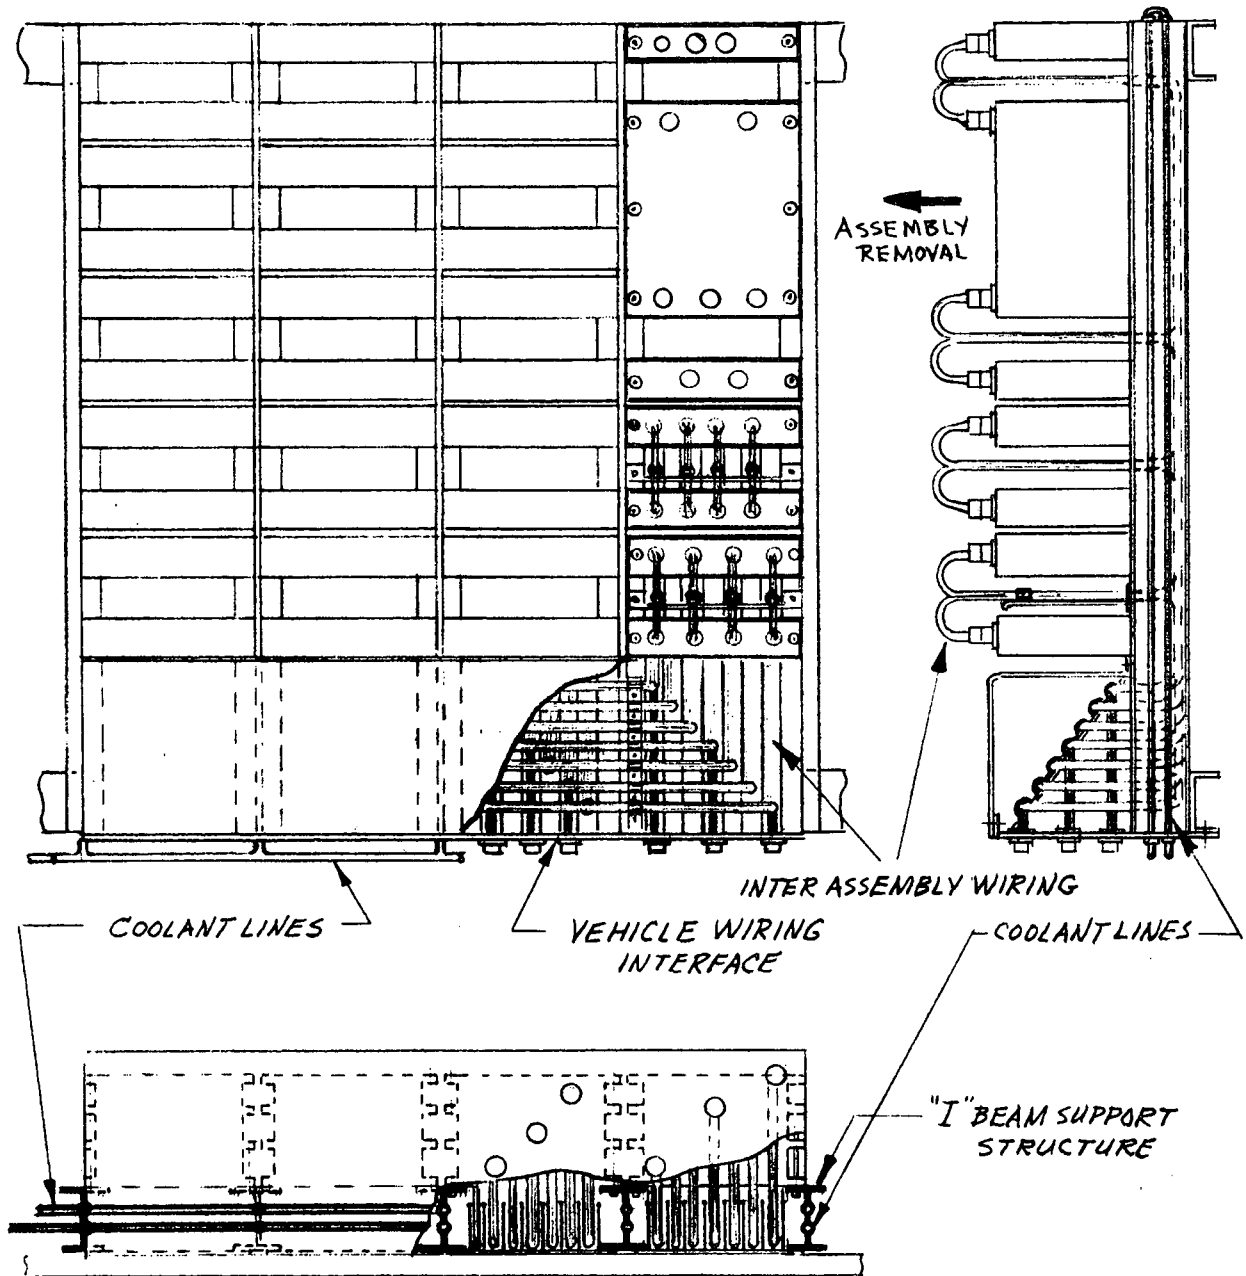 ASSEMBLY
REMOVAL
INTER ASSEMBLY WIRING
COOLANT LINES
VEHICLE WIRING
INTERFACE
COOLANT LINES
"I" BEAM SUPPORT
STRUCTURE